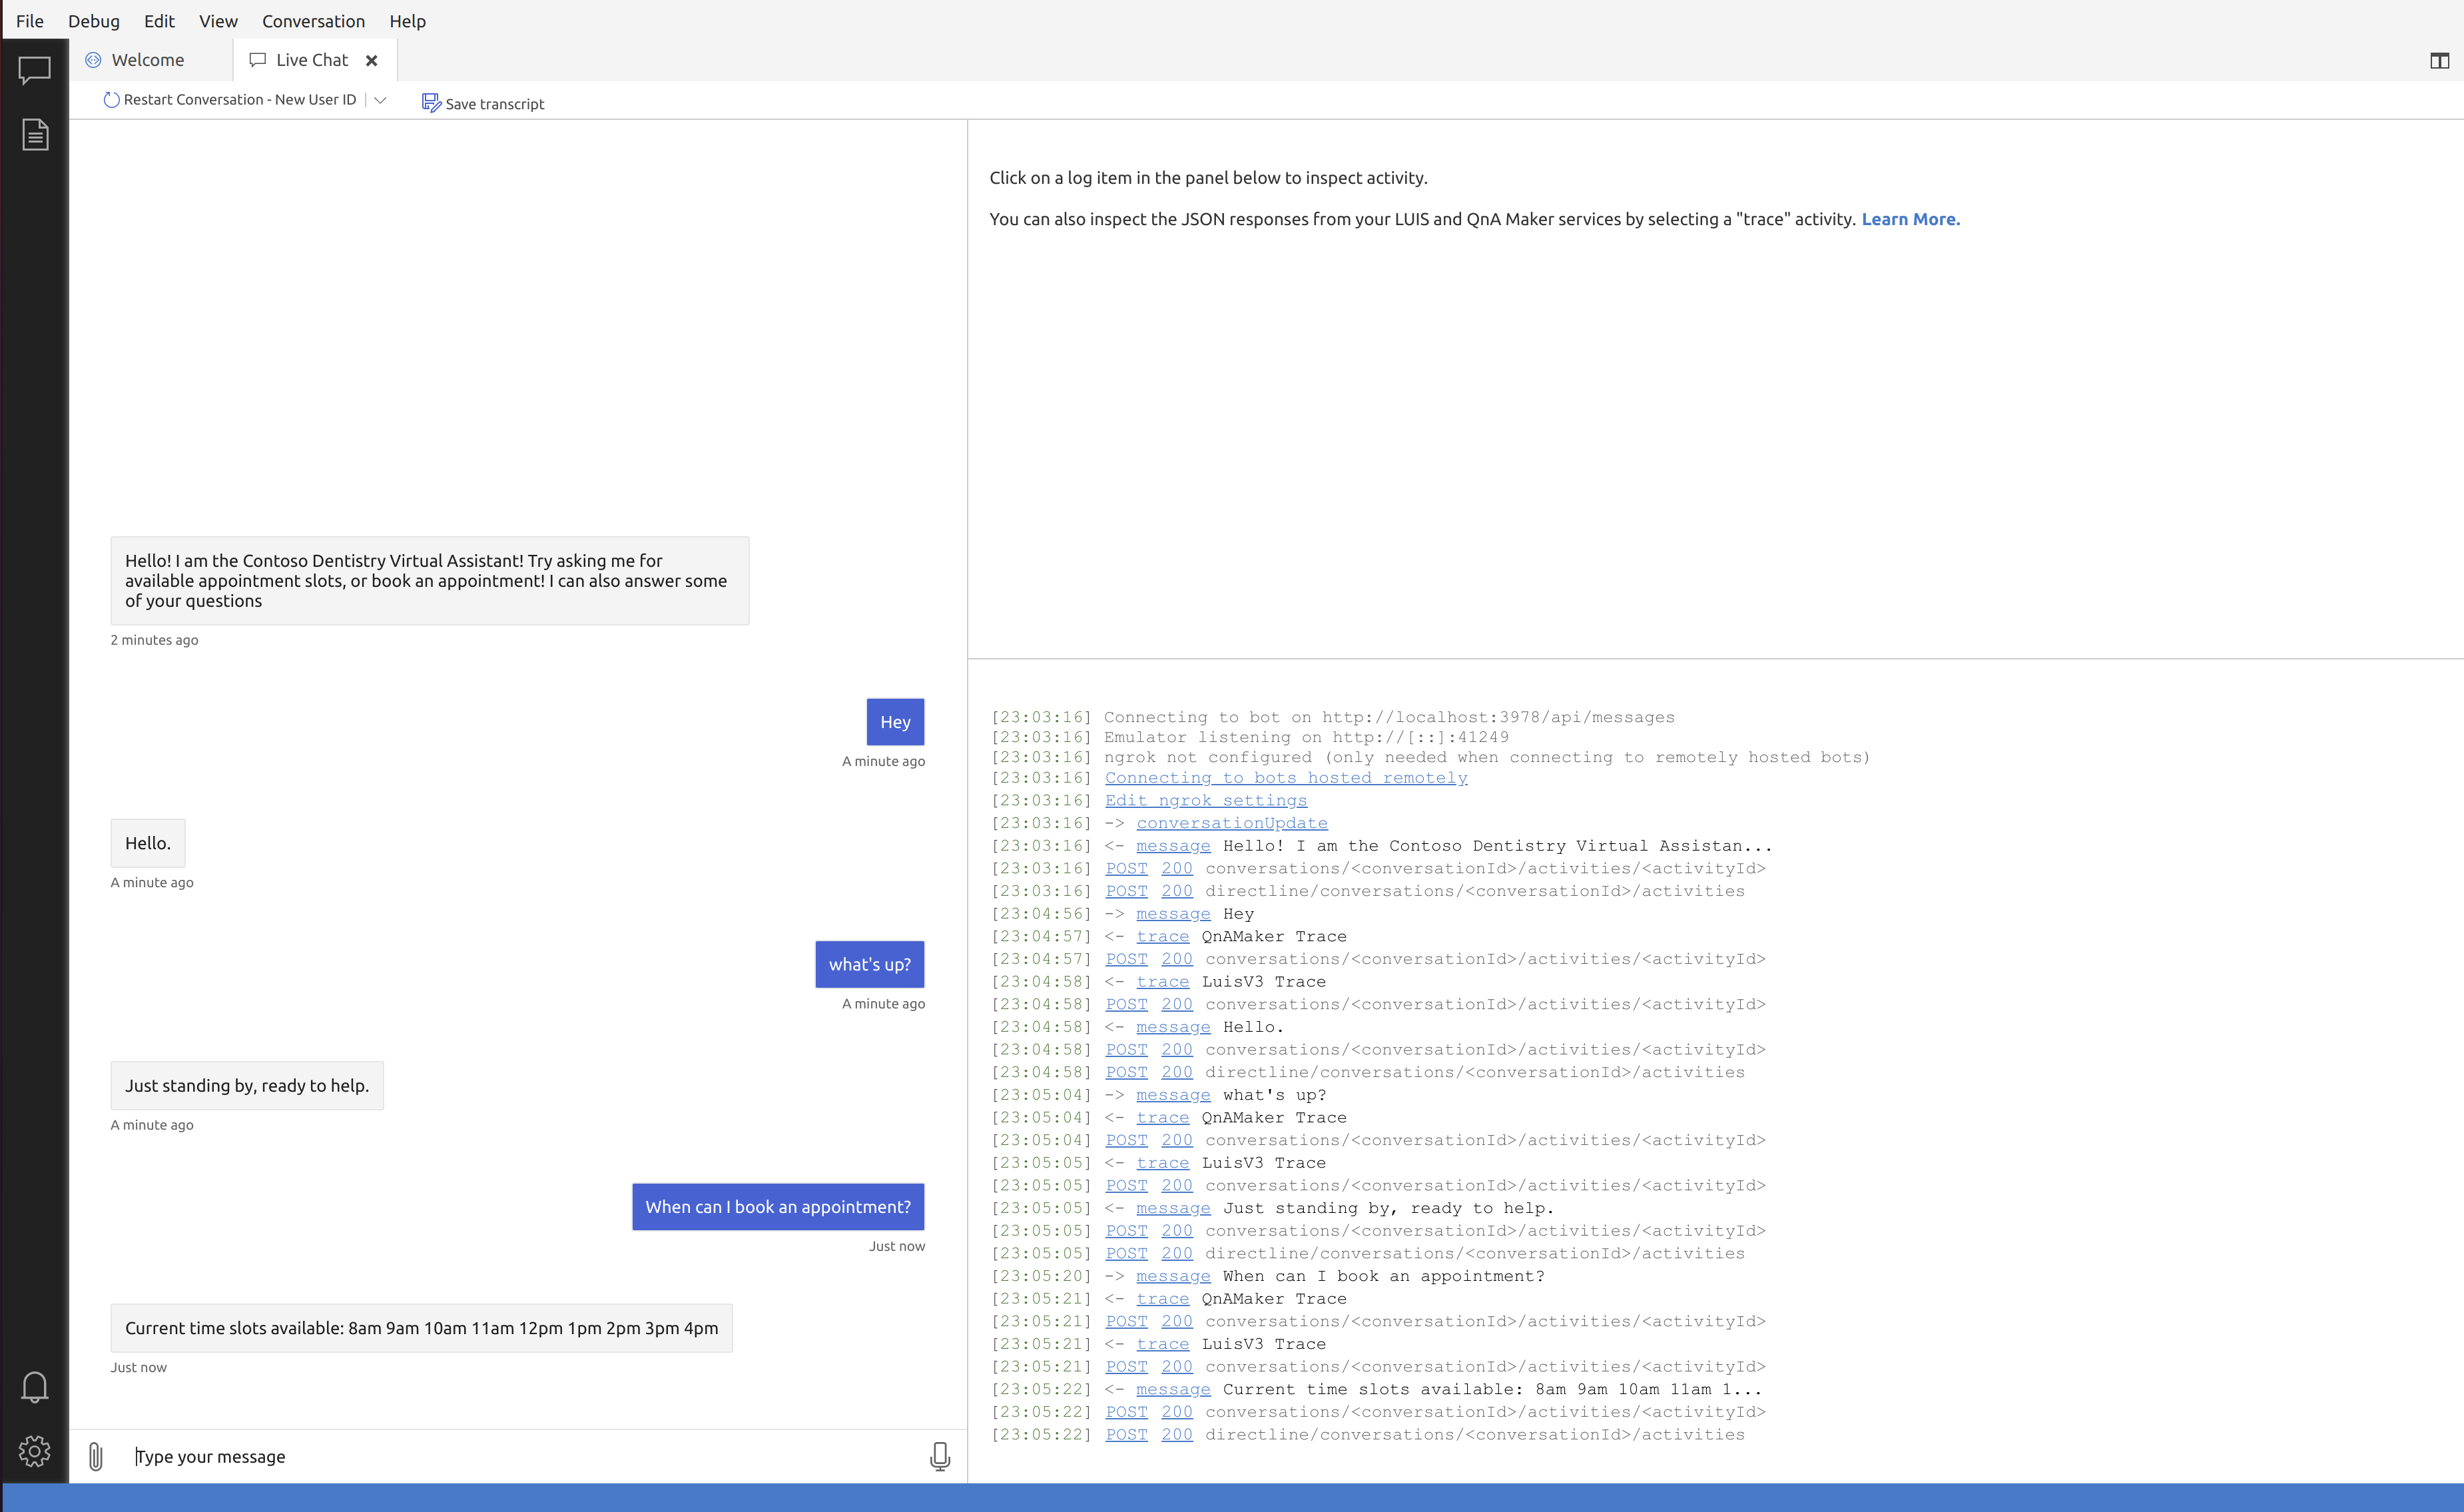 File Debug Edit View Conversation Help
Welcome Live Chat
Restart Conversation - New User ID Save transcript
Hello! I am the Contoso Dentistry Virtual Assistant! Try asking me for
available appointment slots, or book an appointment! I can also answer some
of your questions
2 minutes ago
Hey
A minute ago
Hello.
A minute ago
what's up?
A minute ago
Just standing by, ready to help.
A minute ago
When can I book an appointment?
Just now
Current time slots available: 8am 9am 10am 11am 12pm 1pm 2pm 3pm 4pm
Just now
Type your message
Click on a log item in the panel below to inspect activity.
You can also inspect the JSON responses from your LUIS and QnA Maker services by selecting a "trace" activity. Learn More.
[23:03:16] Connecting to bot on http://localhost:3978/api/messages
[23:03:16] Emulator listening on http://[::]:41249
[23:03:16] ngrok not configured (only needed when connecting to remotely hosted bots)
[23:03:16] Connecting to bots hosted remotely
[23:03:16] Edit ngrok settings
[23:03:16] -> conversationUpdate
[23:03:16] <- message Hello! I am the Contoso Dentistry Virtual Assistan...
[23:03:16] POST 200 conversations/<conversationId>/activities/<activityId>
[23:03:16] POST 200 directline/conversations/<conversationId>/activities
[23:04:56] -> message Hey
[23:04:57] <- trace QnAMaker Trace
[23:04:57] POST 200 conversations/<conversationId>/activities/<activityId>
[23:04:58] <- trace LuisV3 Trace
[23:04:58] POST 200 conversations/<conversationId>/activities/<activityId>
[23:04:58] <- message Hello.
[23:04:58] POST 200 conversations/<conversationId>/activities/<activityId>
[23:04:58] POST 200 directline/conversations/<conversationId>/activities
[23:05:04] -> message what's up?
[23:05:04] <- trace QnAMaker Trace
[23:05:04] POST 200 conversations/<conversationId>/activities/<activityId>
[23:05:05] <- trace LuisV3 Trace
[23:05:05] POST 200 conversations/<conversationId>/activities/<activityId>
[23:05:05] <- message Just standing by, ready to help.
[23:05:05] POST 200 conversations/<conversationId>/activities/<activityId>
[23:05:05] POST 200 directline/conversations/<conversationId>/activities
[23:05:20] -> message When can I book an appointment?
[23:05:21] <- trace QnAMaker Trace
[23:05:21] POST 200 conversations/<conversationId>/activities/<activityId>
[23:05:21] <- trace LuisV3 Trace
[23:05:21] POST 200 conversations/<conversationId>/activities/<activityId>
[23:05:22] <- message Current time slots available: 8am 9am 10am 11am 1...
[23:05:22] POST 200 conversations/<conversationId>/activities/<activityId>
[23:05:22] POST 200 directline/conversations/<conversationId>/activities